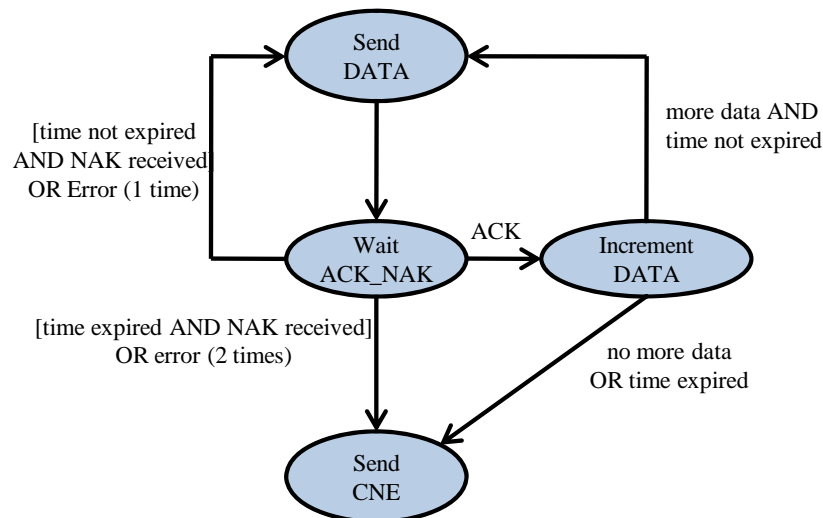 Send
DATA
[time not expired
AND NAK received]
OR Error (1 time)
more data AND
time not expired
Wait
ACK_NAK
ACK
Increment
DATA
[time expired AND NAK received]
OR error (2 times)
no more data
OR time expired
Send
CNE